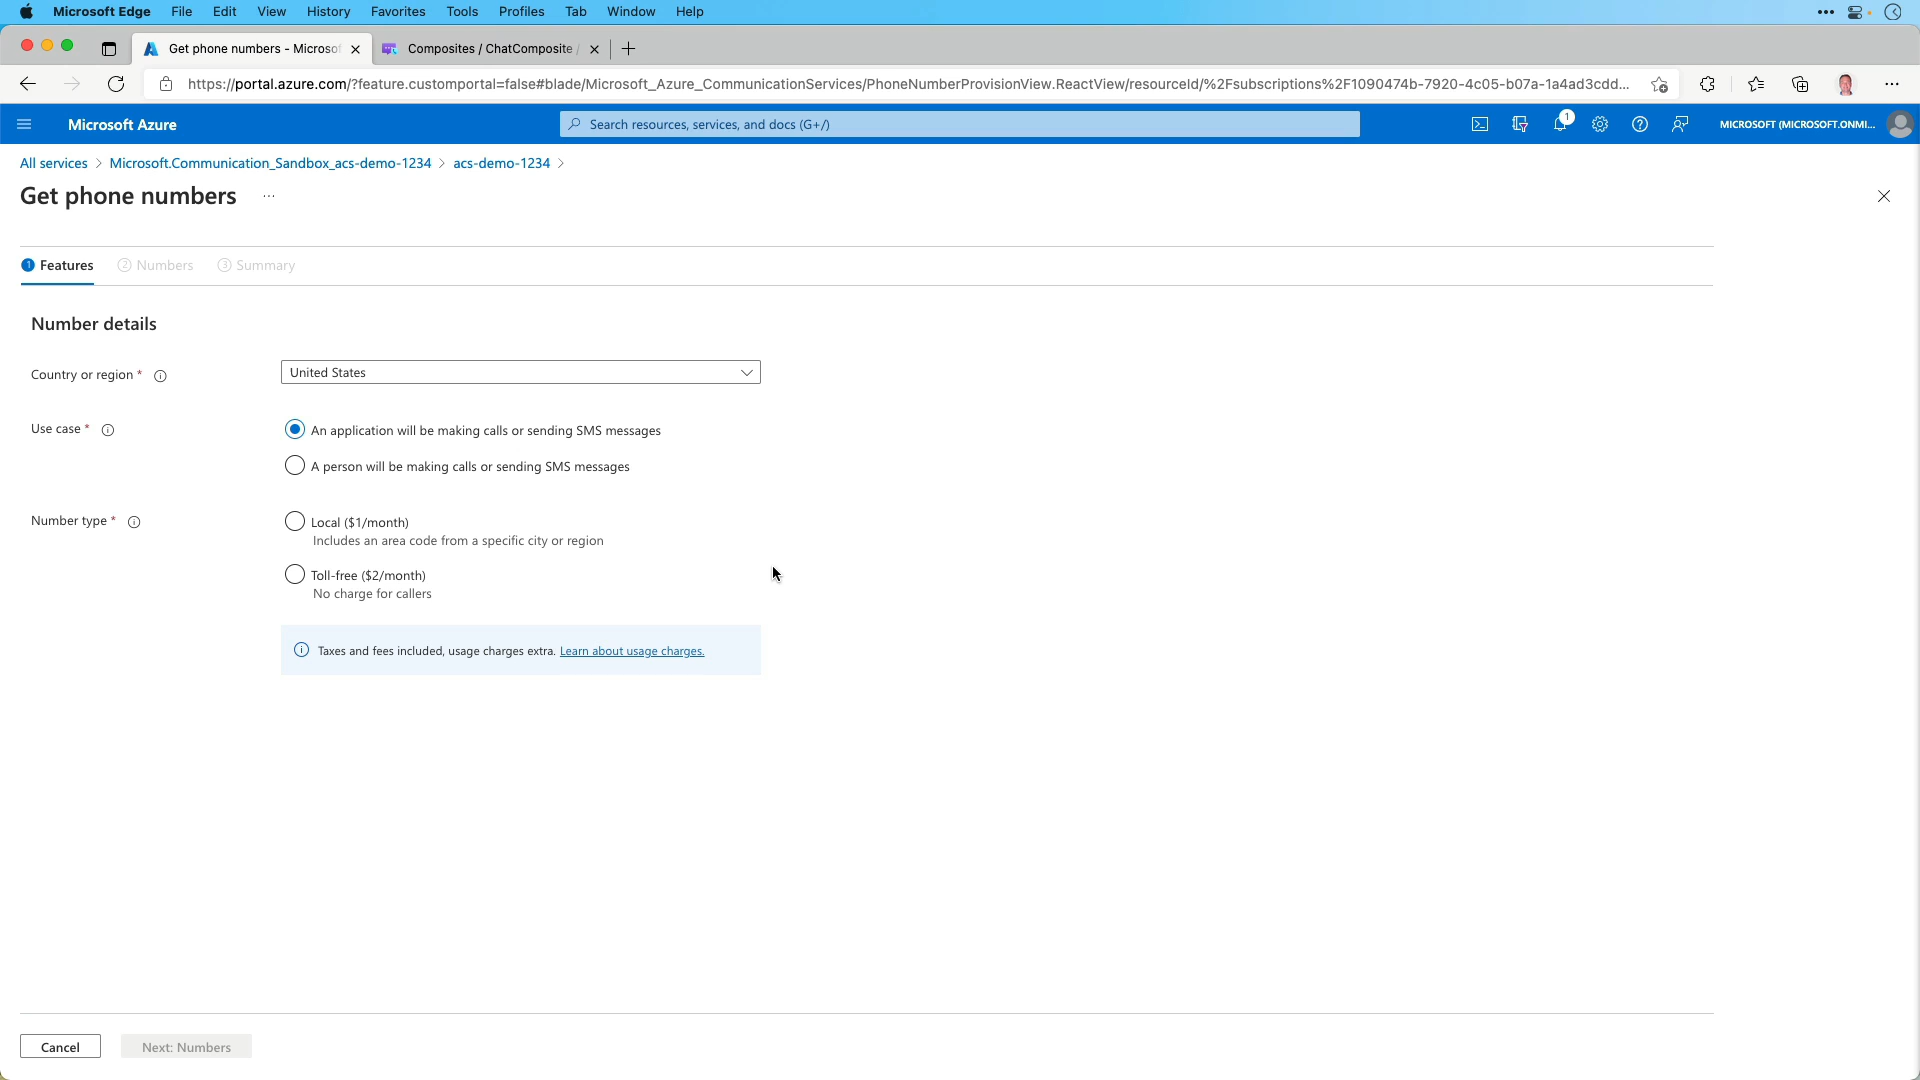 Microsoft Edge File Edit View History Favorites Tools Profiles Tab Window Help
Get phone numbers - Microso Composites / ChatComposite /
https://portal.azure.com/?feature.customportal=false#blade/Microsoft_Azure_CommunicationServices/PhoneNumberProvisionView.ReactView/resourceId/%2Fsubscriptions%2F1090474b-7920-4c05-b07a-1a4ad3cdd...
Microsoft Azure Search resources, services, and docs (G+/) 1 MICROSOFT (MICROSOFT.ONMI...
All services > Microsoft.Communication_Sandbox_acs-demo-1234 > acs-demo-1234 >
Get phone numbers ...
1 Features 2 Numbers 3 Summary
Number details
Country or region * United States
Use case * An application will be making calls or sending SMS messages
A person will be making calls or sending SMS messages
Number type * Local ($1/month)
Includes an area code from a specific city or region
Toll-free ($2/month)
No charge for callers
Taxes and fees included, usage charges extra. Learn about usage charges.
Cancel Next: Numbers